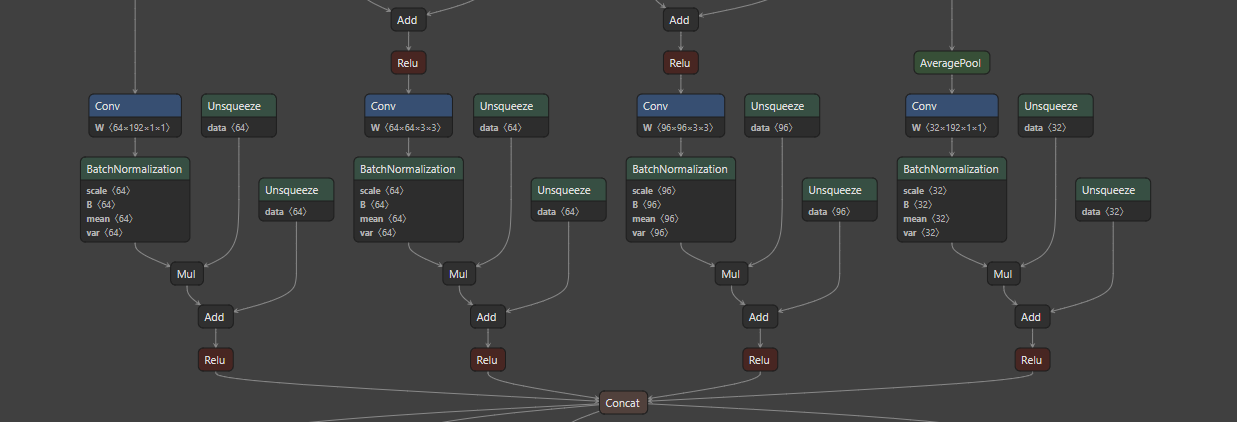 Add
Add
Relu
Relu
AveragePool
Conv
W ⟨64×192×1×1⟩
Unsqueeze
data ⟨64⟩
Conv
W ⟨64×64×3×3⟩
Unsqueeze
data ⟨64⟩
Conv
W ⟨96×96×3×3⟩
Unsqueeze
data ⟨96⟩
Conv
W ⟨32×192×1×1⟩
Unsqueeze
data ⟨32⟩
BatchNormalization
scale ⟨64⟩
B ⟨64⟩
mean ⟨64⟩
var ⟨64⟩
Unsqueeze
data ⟨64⟩
BatchNormalization
scale ⟨64⟩
B ⟨64⟩
mean ⟨64⟩
var ⟨64⟩
Unsqueeze
data ⟨64⟩
BatchNormalization
scale ⟨96⟩
B ⟨96⟩
mean ⟨96⟩
var ⟨96⟩
Unsqueeze
data ⟨96⟩
BatchNormalization
scale ⟨32⟩
B ⟨32⟩
mean ⟨32⟩
var ⟨32⟩
Unsqueeze
data ⟨32⟩
Mul
Mul
Mul
Mul
Add
Add
Add
Add
Relu
Relu
Relu
Relu
Concat